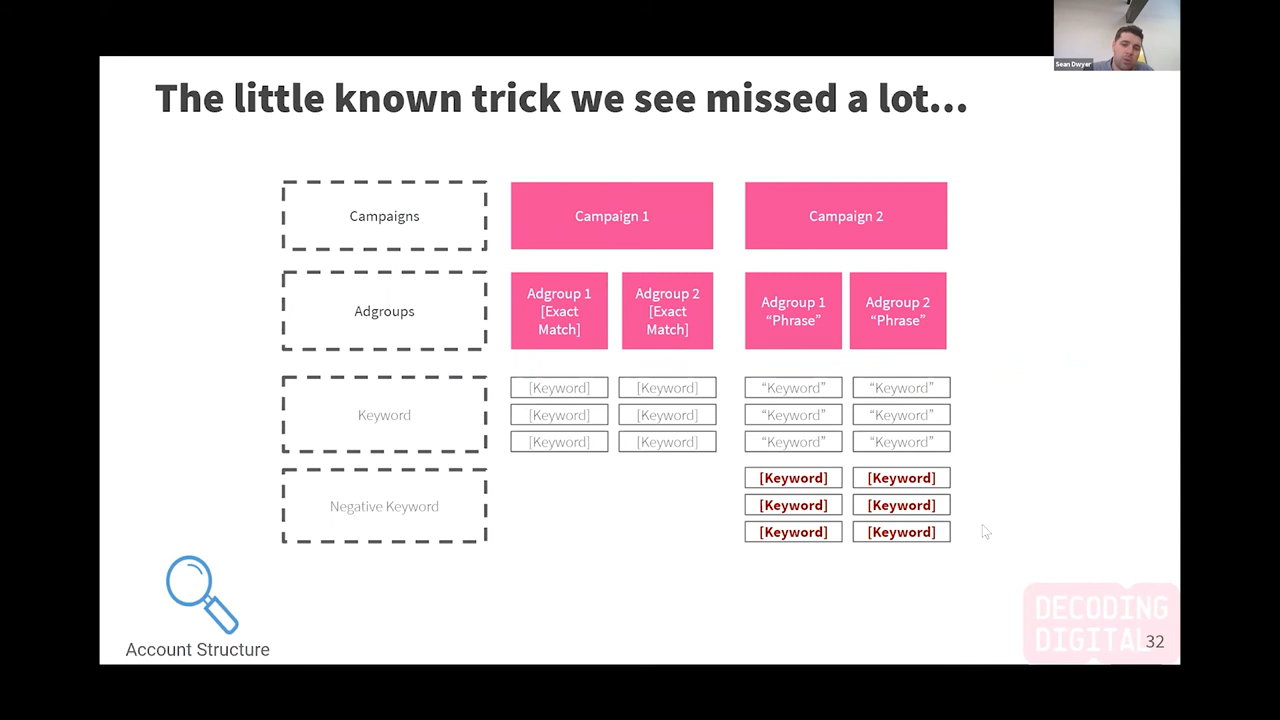 Sean Dwyer
The little known trick we see missed a lot...
Campaigns
Campaign 1
Campaign 2
Adgroups
Adgroup 1
[Exact
Match]
Adgroup 2
[Exact
Match]
Adgroup 1
“Phrase”
Adgroup 2
“Phrase”
Keyword
[Keyword]
[Keyword]
“Keyword”
“Keyword”
[Keyword]
[Keyword]
“Keyword”
“Keyword”
[Keyword]
[Keyword]
“Keyword”
“Keyword”
Negative Keyword
[Keyword]
[Keyword]
[Keyword]
[Keyword]
[Keyword]
[Keyword]
Account Structure
DECODING
DIGITAL
32